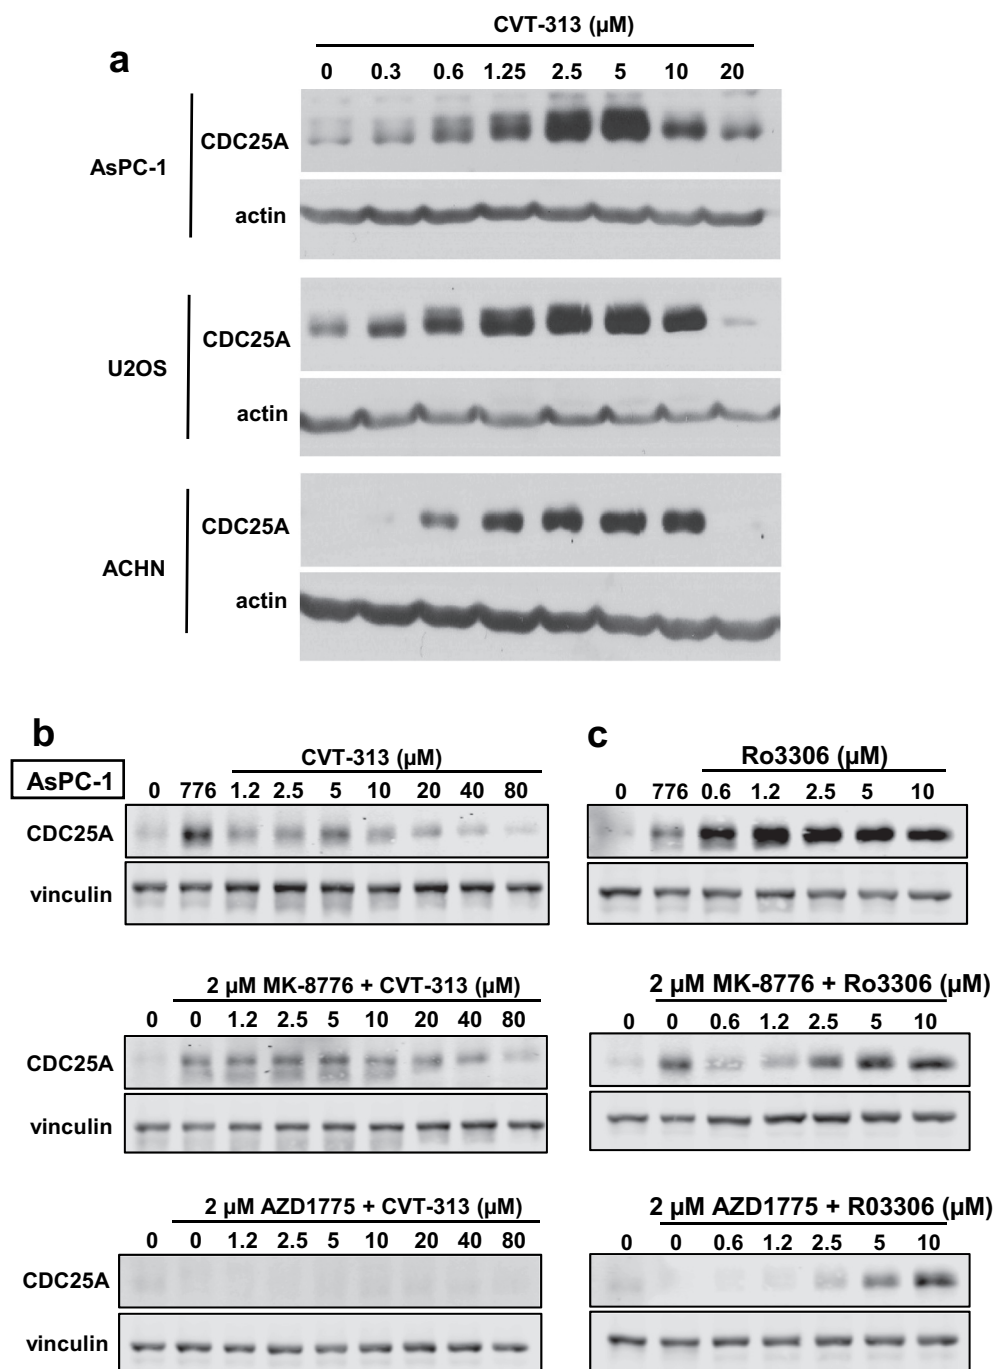 CVT-313 (µM)
a
0 0.3 0.6 1.25 2.5 5 10 20
CDC25A
AsPC-1
actin
CDC25A
U2OS
actin
CDC25A
ACHN
actin
b
CVT-313 (µM)
AsPC-1
0 776 1.2 2.5 5 10 20 40 80
CDC25A
vinculin
2 µM MK-8776 + CVT-313 (µM)
0 0 1.2 2.5 5 10 20 40 80
CDC25A
vinculin
2 µM AZD1775 + CVT-313 (µM)
0 0 1.2 2.5 5 10 20 40 80
CDC25A
vinculin
c
Ro3306 (µM)
0 776 0.6 1.2 2.5 5 10
2 µM MK-8776 + Ro3306 (µM)
0 0 0.6 1.2 2.5 5 10
2 µM AZD1775 + R03306 (µM)
0 0 0.6 1.2 2.5 5 10